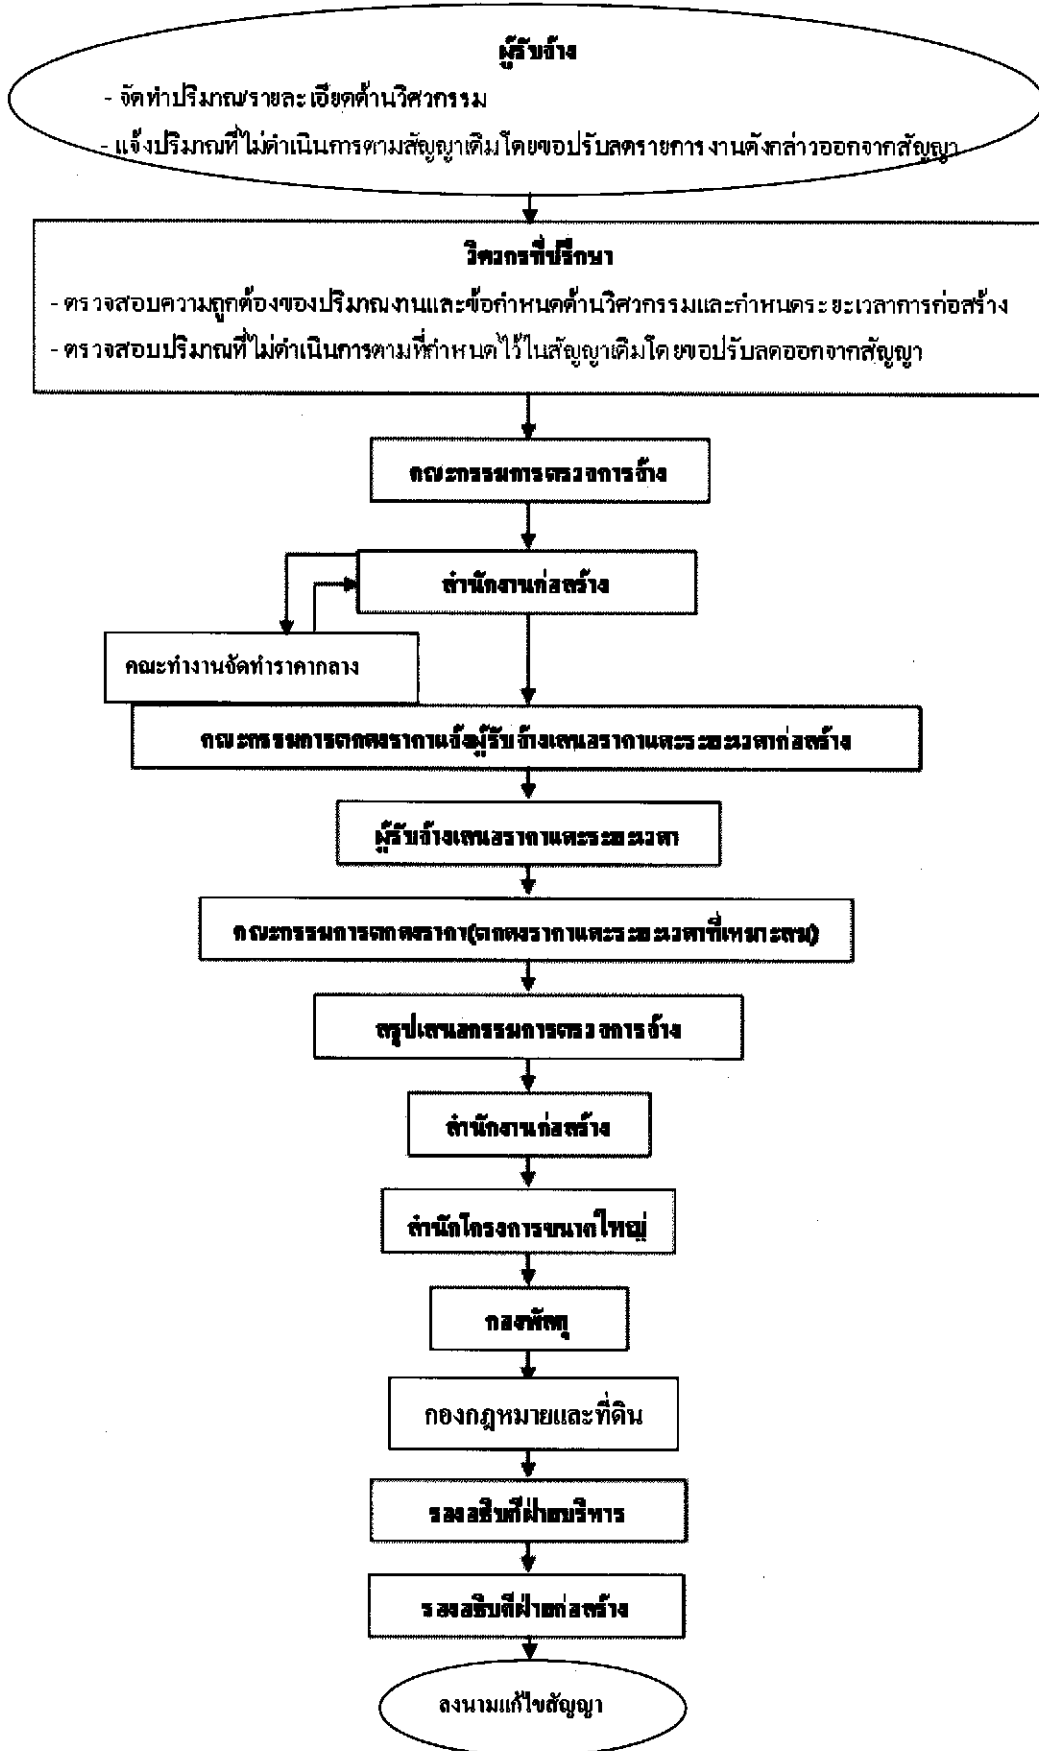 ผู้รับจ้าง
- จัดทำปริมาณ/รายละเอียดด้านวิศวกรรม
- แจ้งปริมาณที่ไม่ดำเนินการตามสัญญาเดิมโดยขอปรับลดรายการงานดังกล่าวออกจากสัญญา
วิศวกรที่ปรึกษา
- ตรวจสอบความถูกต้องของปริมาณงานและข้อกำหนดด้านวิศวกรรมและกำหนดระยะเวลาการก่อสร้าง
- ตรวจสอบปริมาณที่ไม่ดำเนินการตามที่กำหนดไว้ในสัญญาเดิมโดยขอปรับลดออกจากสัญญา
คณะกรรมการตรวจการจ้าง
สำนักงานก่อสร้าง
คณะทำงานจัดทำราคากลาง
คณะกรรมการตกลงราคาแจ้งผู้รับจ้างเสนอราคาและระยะเวลาก่อสร้าง
ผู้รับจ้างเสนอราคาและระยะเวลา
คณะกรรมการตกลงราคา(ตกลงราคาและระยะเวลาที่เหมาะสม)
สรุปเสนอกรรมการตรวจการจ้าง
สำนักงานก่อสร้าง
สำนักโครงการขนาดใหญ่
กองพัสดุ
กองกฎหมายและที่ดิน
รองอธิบดีฝ่ายบริหาร
รองอธิบดีฝ่ายก่อสร้าง
ลงนามแก้ไขสัญญา